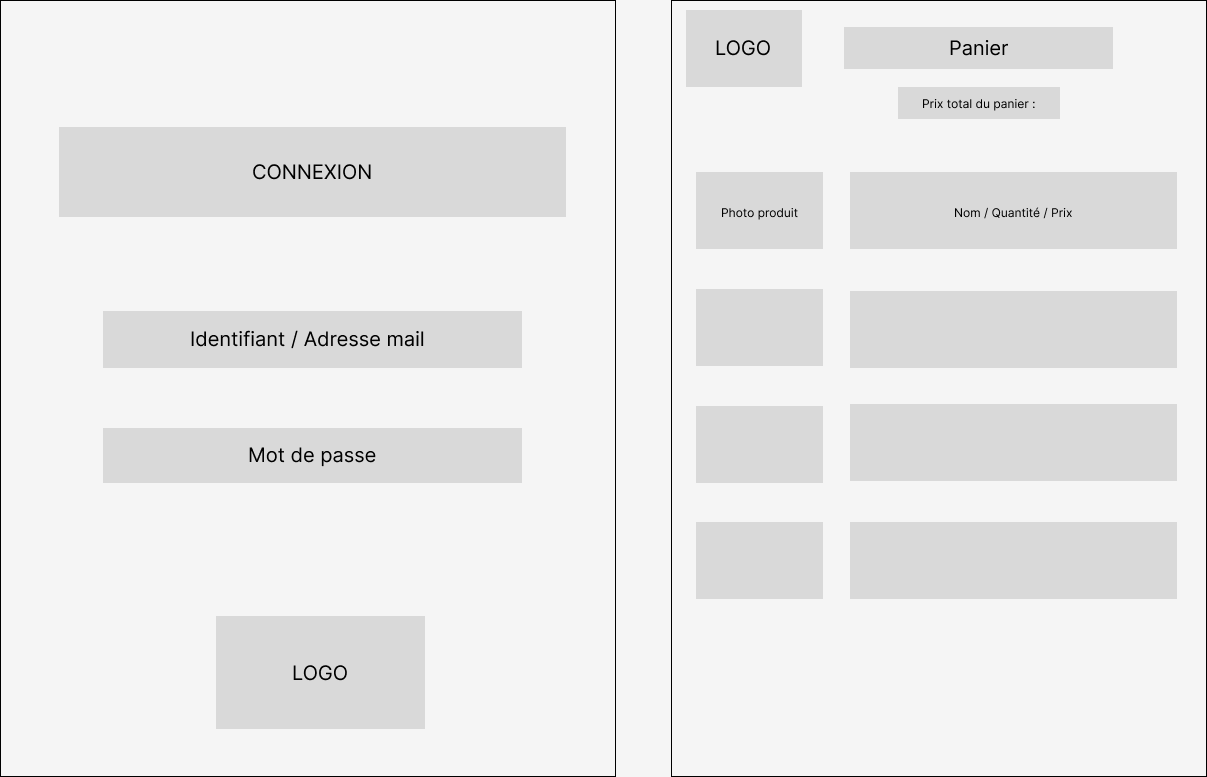 CONNEXION
Identifiant / Adresse mail
Mot de passe
LOGO
LOGO
Panier
Prix total du panier :
Photo produit
Nom / Quantité / Prix